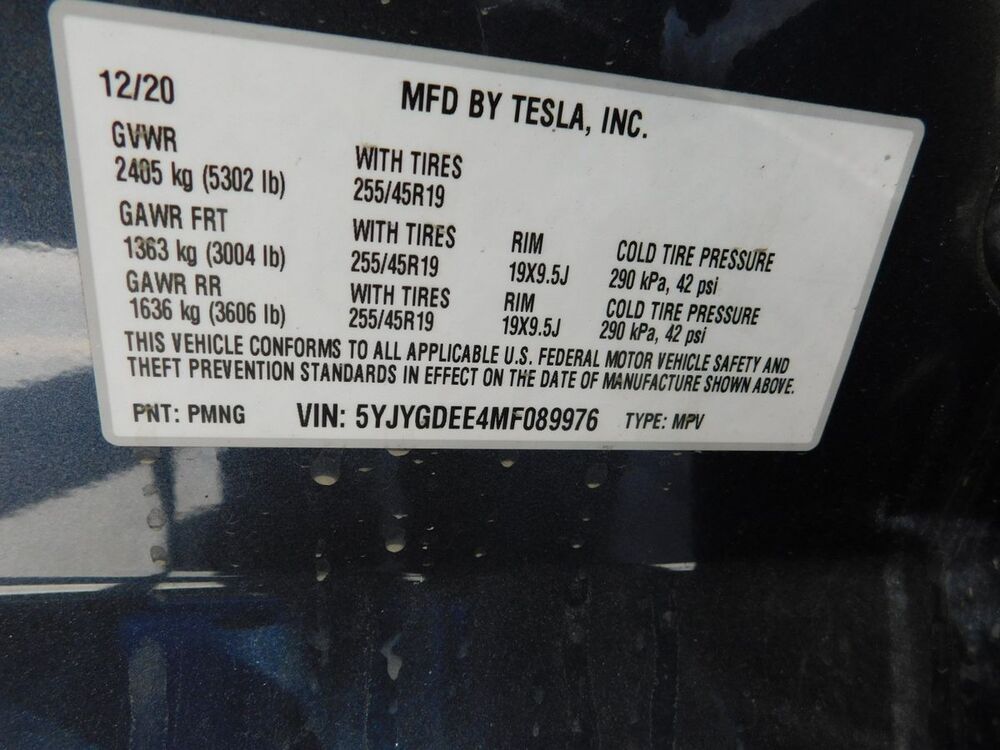 12/20
MFD BY TESLA, INC.
GVWR
2405 kg (5302 lb)
WITH TIRES
255/45R19
GAWR FRT
1363 kg (3004 lb)
WITH TIRES
255/45R19
RIM
19X9.5J
COLD TIRE PRESSURE
290 kPa, 42 psi
GAWR RR
1636 kg (3606 lb)
WITH TIRES
255/45R19
RIM
19X9.5J
COLD TIRE PRESSURE
290 kPa, 42 psi
THIS VEHICLE CONFORMS TO ALL APPLICABLE U.S. FEDERAL MOTOR VEHICLE SAFETY AND
THEFT PREVENTION STANDARDS IN EFFECT ON THE DATE OF MANUFACTURE SHOWN ABOVE.
PNT: PMNG VIN: 5YJYGDEE4MF089976 TYPE: MPV